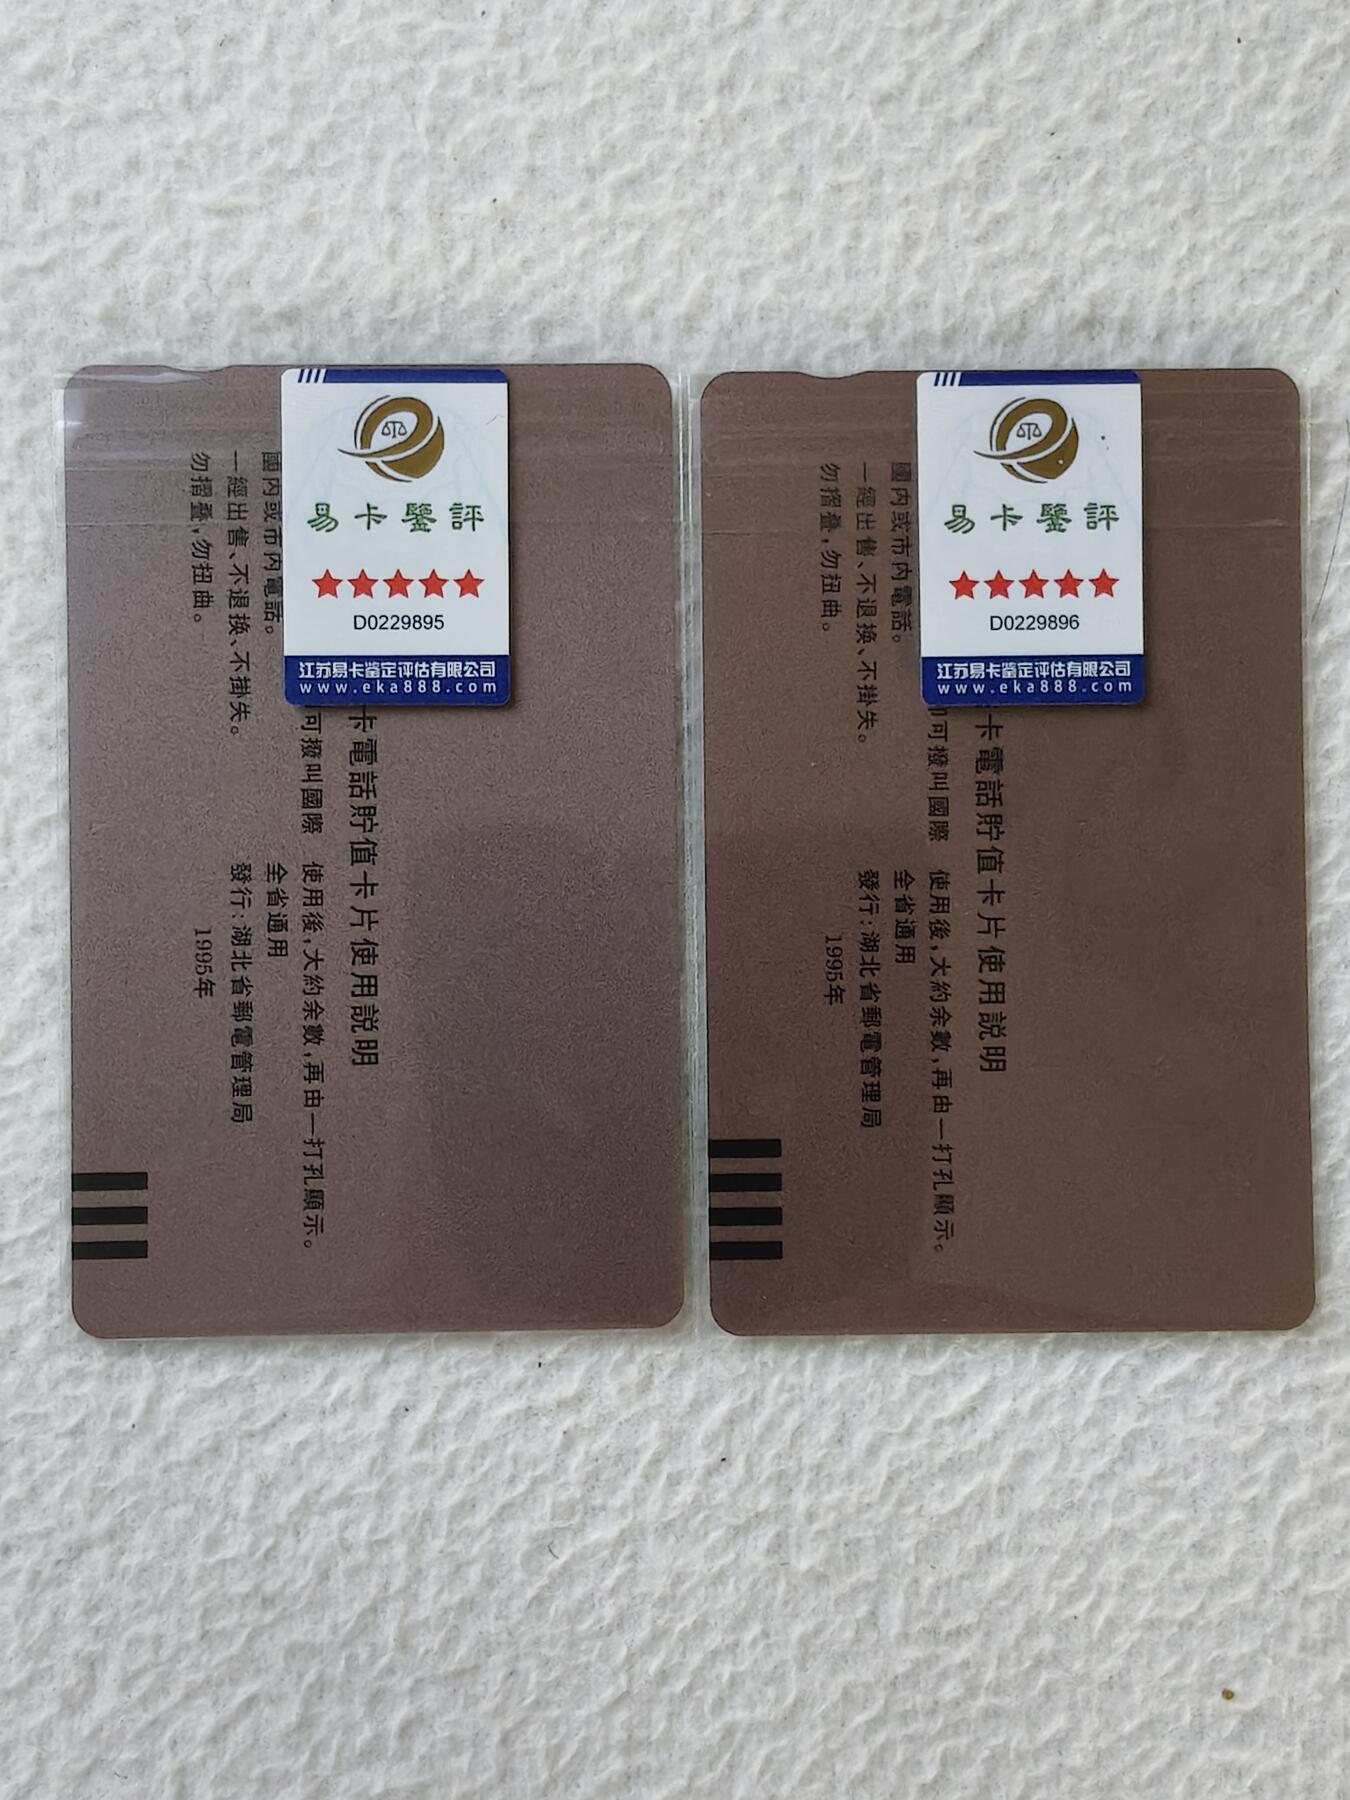 易卡鑒評
D0229895
江苏易卡鉴定评估有限公司
www.eka888.com
卡電話貯值卡片使用説明
可撥叫國際
國内或市内電話。
一經出售、不退換、不掛失。
勿摺叠，勿扭曲。
使用後，大約余數，再由一打孔顯示。
全省通用
發行：湖北省郵電管理局
1995年
易卡鑒評
D0229896
江苏易卡鉴定评估有限公司
www.eka888.com
卡電話貯值卡片使用説明
可撥叫國際
國内或市内電話。
一經出售、不退換、不掛失。
勿摺叠，勿扭曲。
使用後，大約余數，再由一打孔顯示。
全省通用
發行：湖北省郵電管理局
1995年